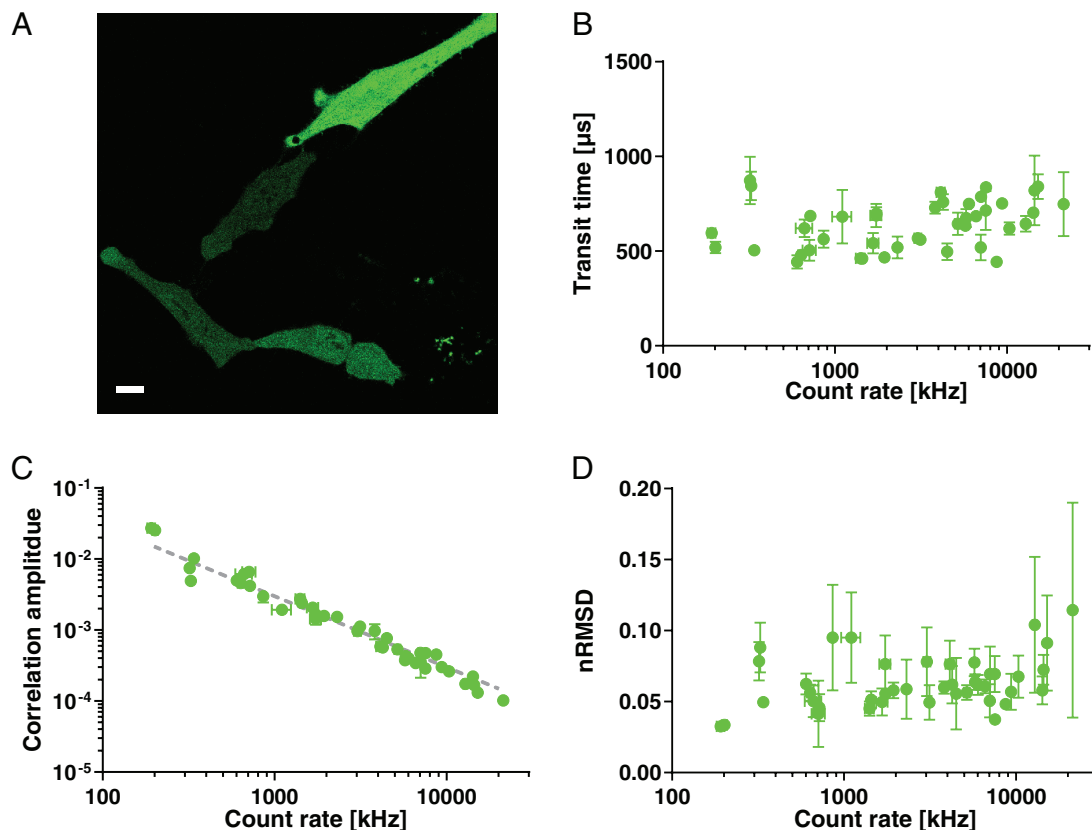 A
B
1500
1000
500
0
Transit time [µs]
100 1000 10000
Count rate [kHz]
C
10⁻¹
10⁻²
10⁻³
10⁻⁴
10⁻⁵
Correlation amplitdue
100 1000 10000
Count rate [kHz]
D
0.20
0.15
0.10
0.05
0.00
nRMSD
100 1000 10000
Count rate [kHz]